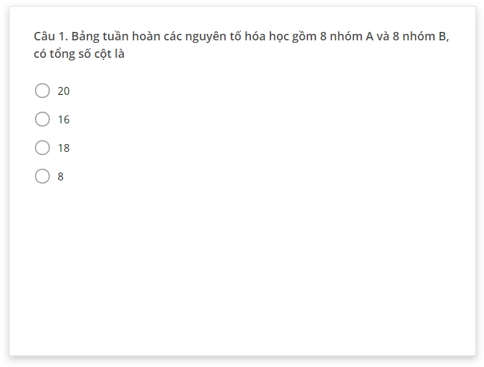 Câu 1. Bảng tuần hoàn các nguyên tố hóa học gồm 8 nhóm A và 8 nhóm B,
có tổng số cột là
20
16
18
8